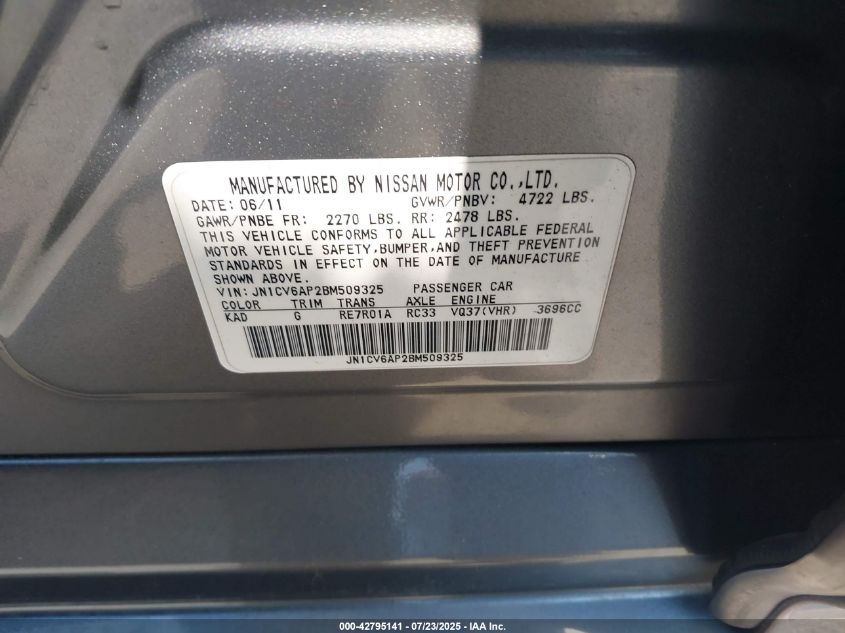 MANUFACTURED BY NISSAN MOTOR CO.,LTD.
DATE: 06/11 GVWR/PNBV: 4722 LBS.
GAWR/PNBE FR: 2270 LBS. RR: 2478 LBS.
THIS VEHICLE CONFORMS TO ALL APPLICABLE FEDERAL
MOTOR VEHICLE SAFETY,BUMPER,AND THEFT PREVENTION
STANDARDS IN EFFECT ON THE DATE OF MANUFACTURE
SHOWN ABOVE.
VIN: JN1CV6AP2BM509325 PASSENGER CAR
COLOR TRIM TRANS AXLE ENGINE
KAD G RE7R01A RC33 VQ37(VHR) 3696CC
JN1CV6AP2BM509325
000-42795141 - 07/23/2025 - IAA Inc.